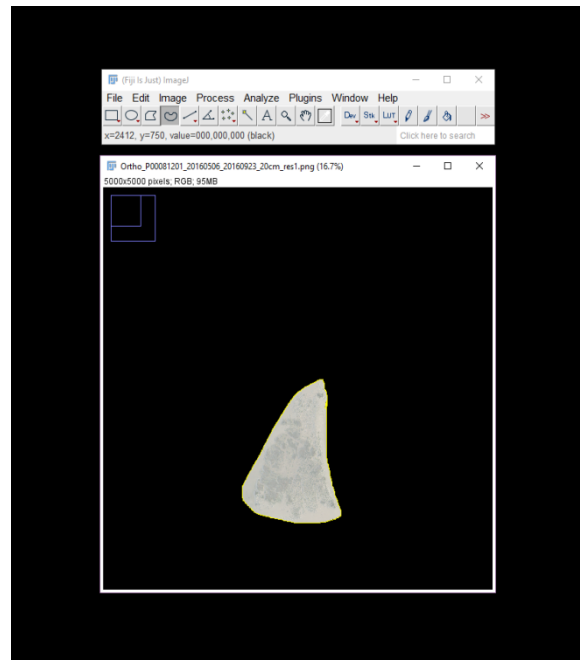 (Fiji Is Just) ImageJ
File Edit Image Process Analyze Plugins Window Help
A Dev Stk LUT >>
x=2412, y=750, value=000,000,000 (black) Click here to search
Ortho_P00081201_20160506_20160923_20cm_res1.png (16.7%)
5000x5000 pixels; RGB; 95MB